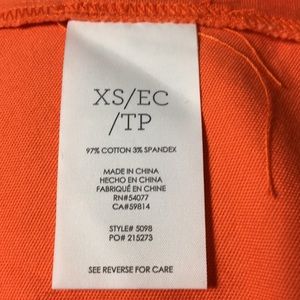 XS/EC
/TP
97% COTTON 3% SPANDEX
MADE IN CHINA
HECHO EN CHINA
FABRIQUÉ EN CHINE
RN#54077
CA#59814
STYLE# 5098
PO# 215273
SEE REVERSE FOR CARE